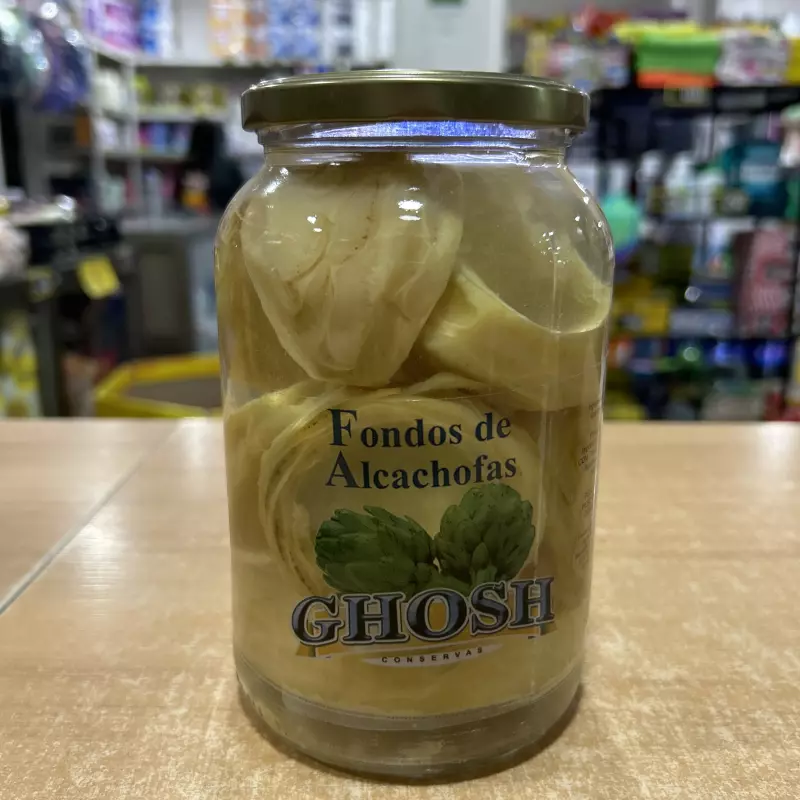 Fondos de
Alcachofas
GHOSH
CONSERVAS